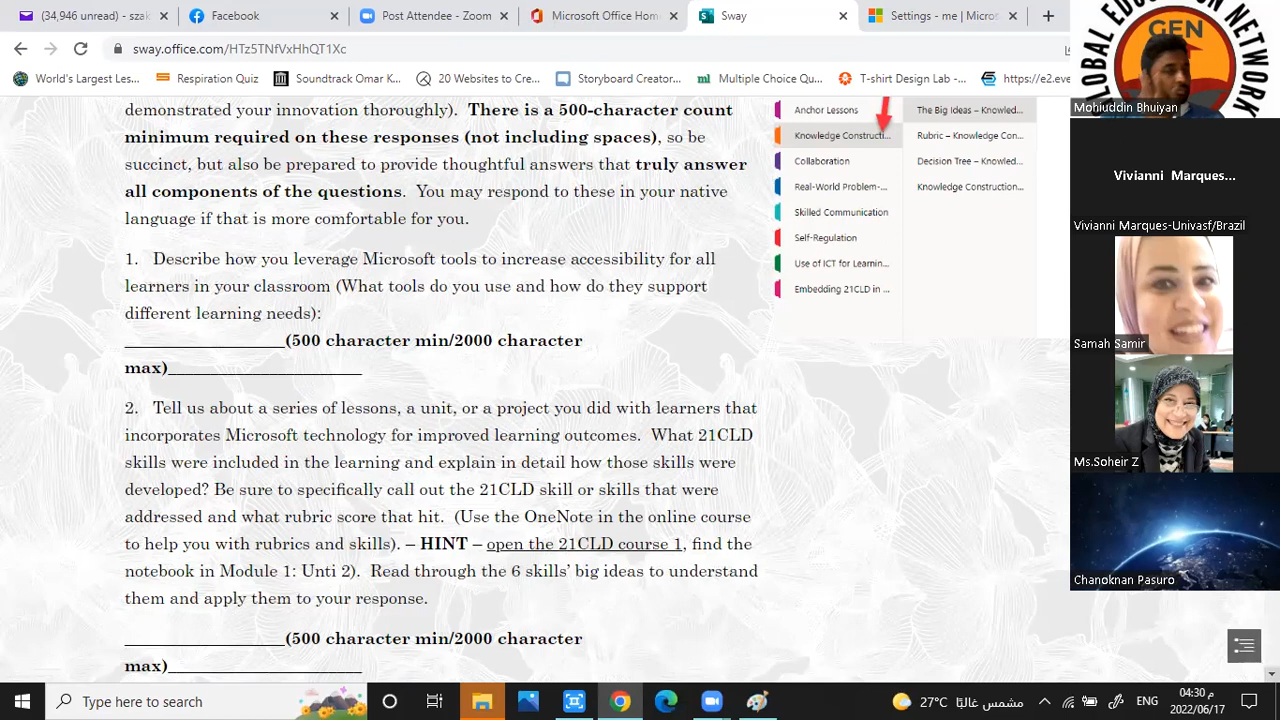 (34,946 unread) - szak
Facebook
Post Attendee - Zoom
Microsoft Office Hom
Sway
Settings - me | Micros
sway.office.com/HTz5TNfVxHhQT1Xc
World's Largest Les...
Respiration Quiz
Soundtrack Omar K...
20 Websites to Cre...
Storyboard Creator...
Multiple Choice Qu...
T-shirt Design Lab -...
https://e2.eve
demonstrated your innovation thoroughly). There is a 500-character count
minimum required on these responses (not including spaces), so be
succinct, but also be prepared to provide thoughtful answers that truly answer
all components of the questions. You may respond to these in your native
language if that is more comfortable for you.
1. Describe how you leverage Microsoft tools to increase accessibility for all
learners in your classroom (What tools do you use and how do they support
different learning needs):
____________________(500 character min/2000 character
max)________________________
2. Tell us about a series of lessons, a unit, or a project you did with learners that
incorporates Microsoft technology for improved learning outcomes. What 21CLD
skills were included in the learning and explain in detail how those skills were
developed? Be sure to specifically call out the 21CLD skill or skills that were
addressed and what rubric score that hit. (Use the OneNote in the online course
to help you with rubrics and skills). – HINT – open the 21CLD course 1, find the
notebook in Module 1: Unti 2). Read through the 6 skills' big ideas to understand
them and apply them to your response.
____________________(500 character min/2000 character
max)________________________
Anchor Lessons
Knowledge Constructi...
Collaboration
Real-World Problem-...
Skilled Communication
Self-Regulation
Use of ICT for Learnin...
Embedding 21CLD in ...
The Big Ideas – Knowled...
Rubric – Knowledge Con...
Decision Tree – Knowled...
Knowledge Construction...
GLOBAL EDUCATION NETWORK
GEN
Mohiuddin Bhuiyan
Vivianni Marques...
Vivianni Marques-Univasf/Brazil
Samah Samir
Ms.Soheir Z
Chanoknan Pasuro
Type here to search
27°C مشمس غالبًا
ENG
04:30 م
2022/06/17